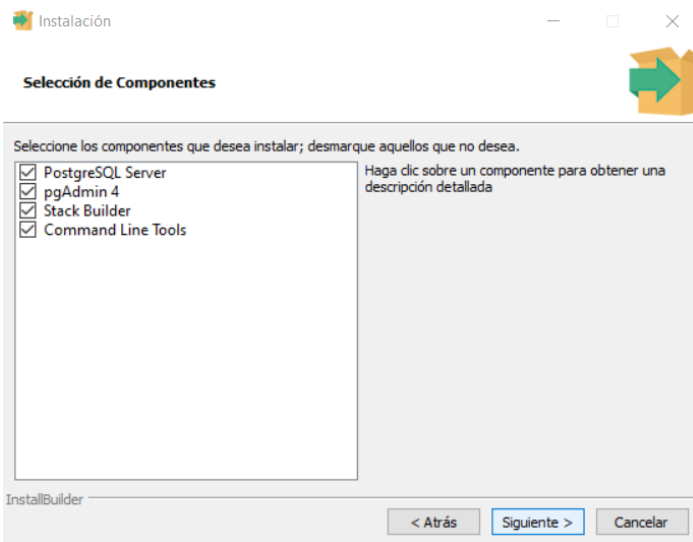 Instalación
Selección de Componentes
Seleccione los componentes que desea instalar; desmarque aquellos que no desea.
PostgreSQL Server
pgAdmin 4
Stack Builder
Command Line Tools
Haga clic sobre un componente para obtener una
descripción detallada
InstallBuilder
< Atrás
Siguiente >
Cancelar